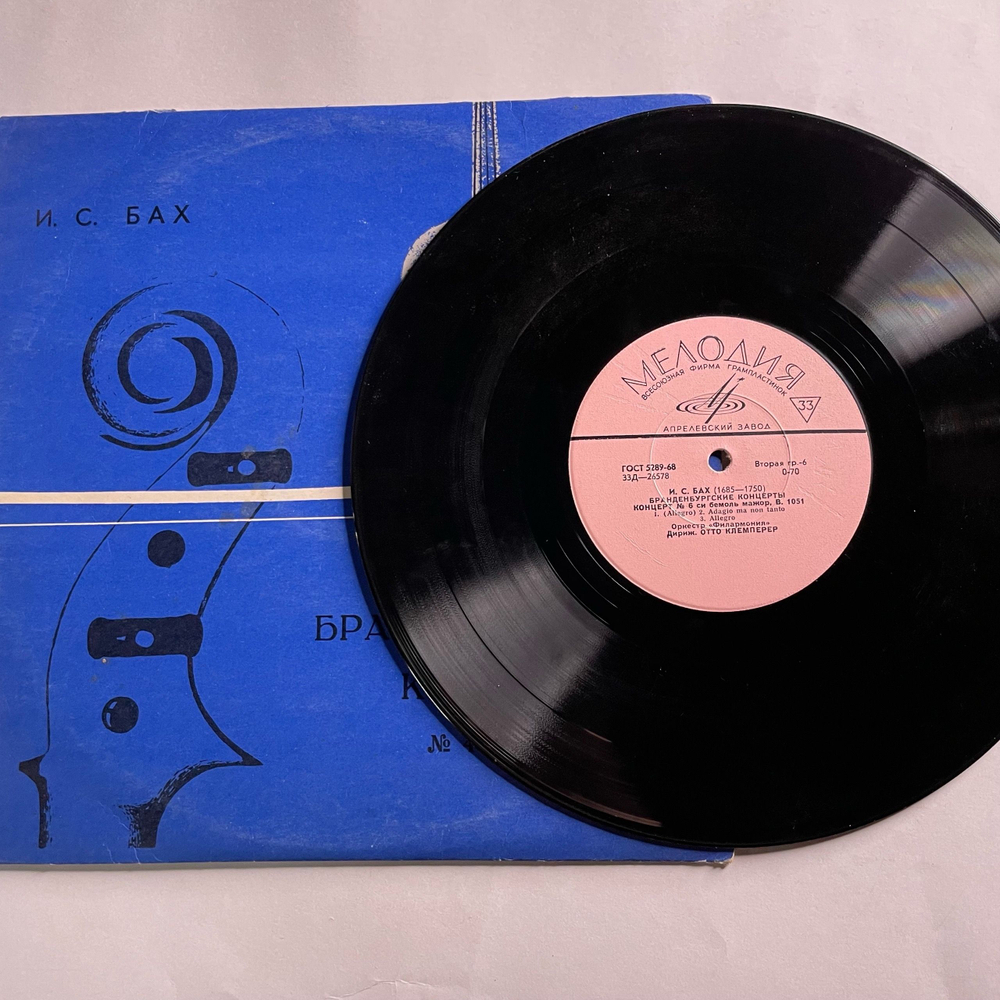 И. С. БАХ
БРА
К
№ 4
МЕЛОДИЯ
ВСЕСОЮЗНАЯ ФИРМА ГРАМПЛАСТИНОК
33
АПРЕЛЕВСКИЙ ЗАВОД
ГОСТ 5289-68
33Д—26578
Вторая гр.-6
0-70
И. С. БАХ (1685—1750)
БРАНДЕНБУРГСКИЕ КОНЦЕРТЫ
КОНЦЕРТ № 6 си бемоль мажор, В. 1051
1. (Allegro) 2. Adagio ma non tanto
3. Allegro
Оркестр «Филармония»
Дириж. ОТТО КЛЕМПЕРЕР